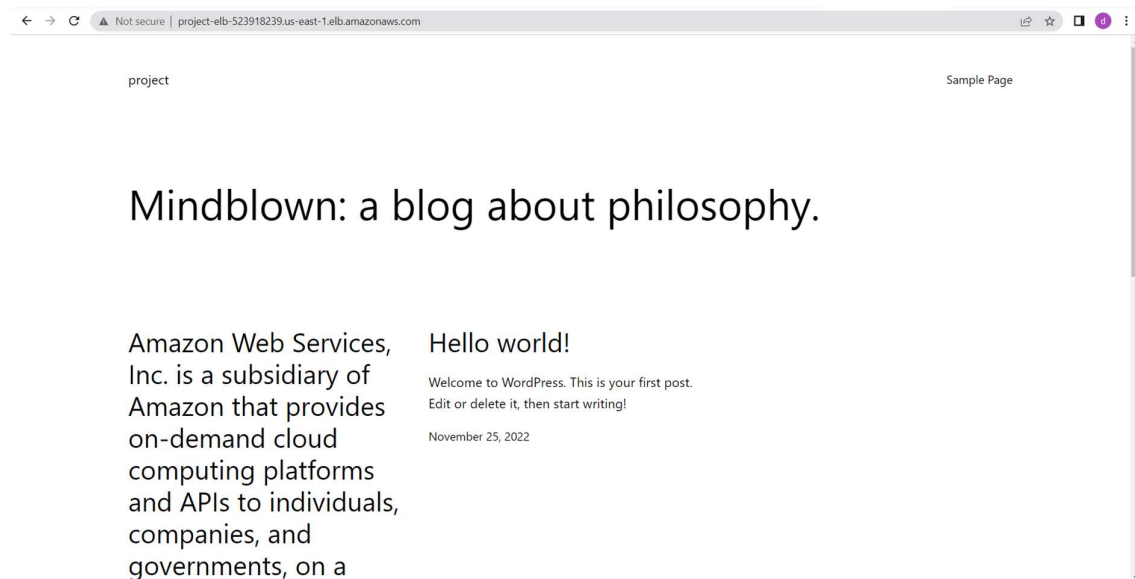 Not secure | project-elb-523918239.us-east-1.elb.amazonaws.com
d
project
Sample Page
Mindblown: a blog about philosophy.
Amazon Web Services,
Inc. is a subsidiary of
Amazon that provides
on-demand cloud
computing platforms
and APIs to individuals,
companies, and
governments, on a
Hello world!
Welcome to WordPress. This is your first post.
Edit or delete it, then start writing!
November 25, 2022